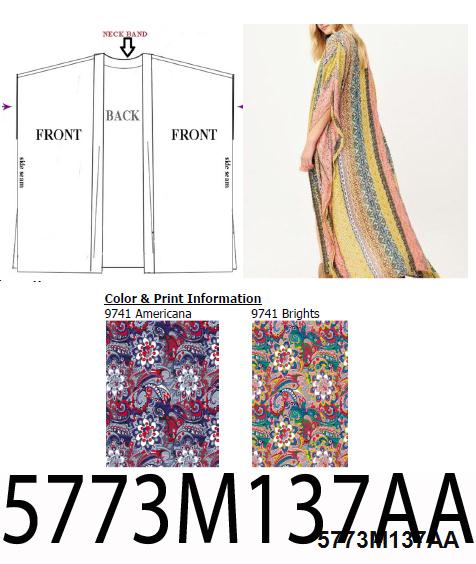 NECK BAND
FRONT BACK FRONT
side seam side seam
Color & Print Information
9741 Americana 9741 Brights
5773M137AA
5773M137AA